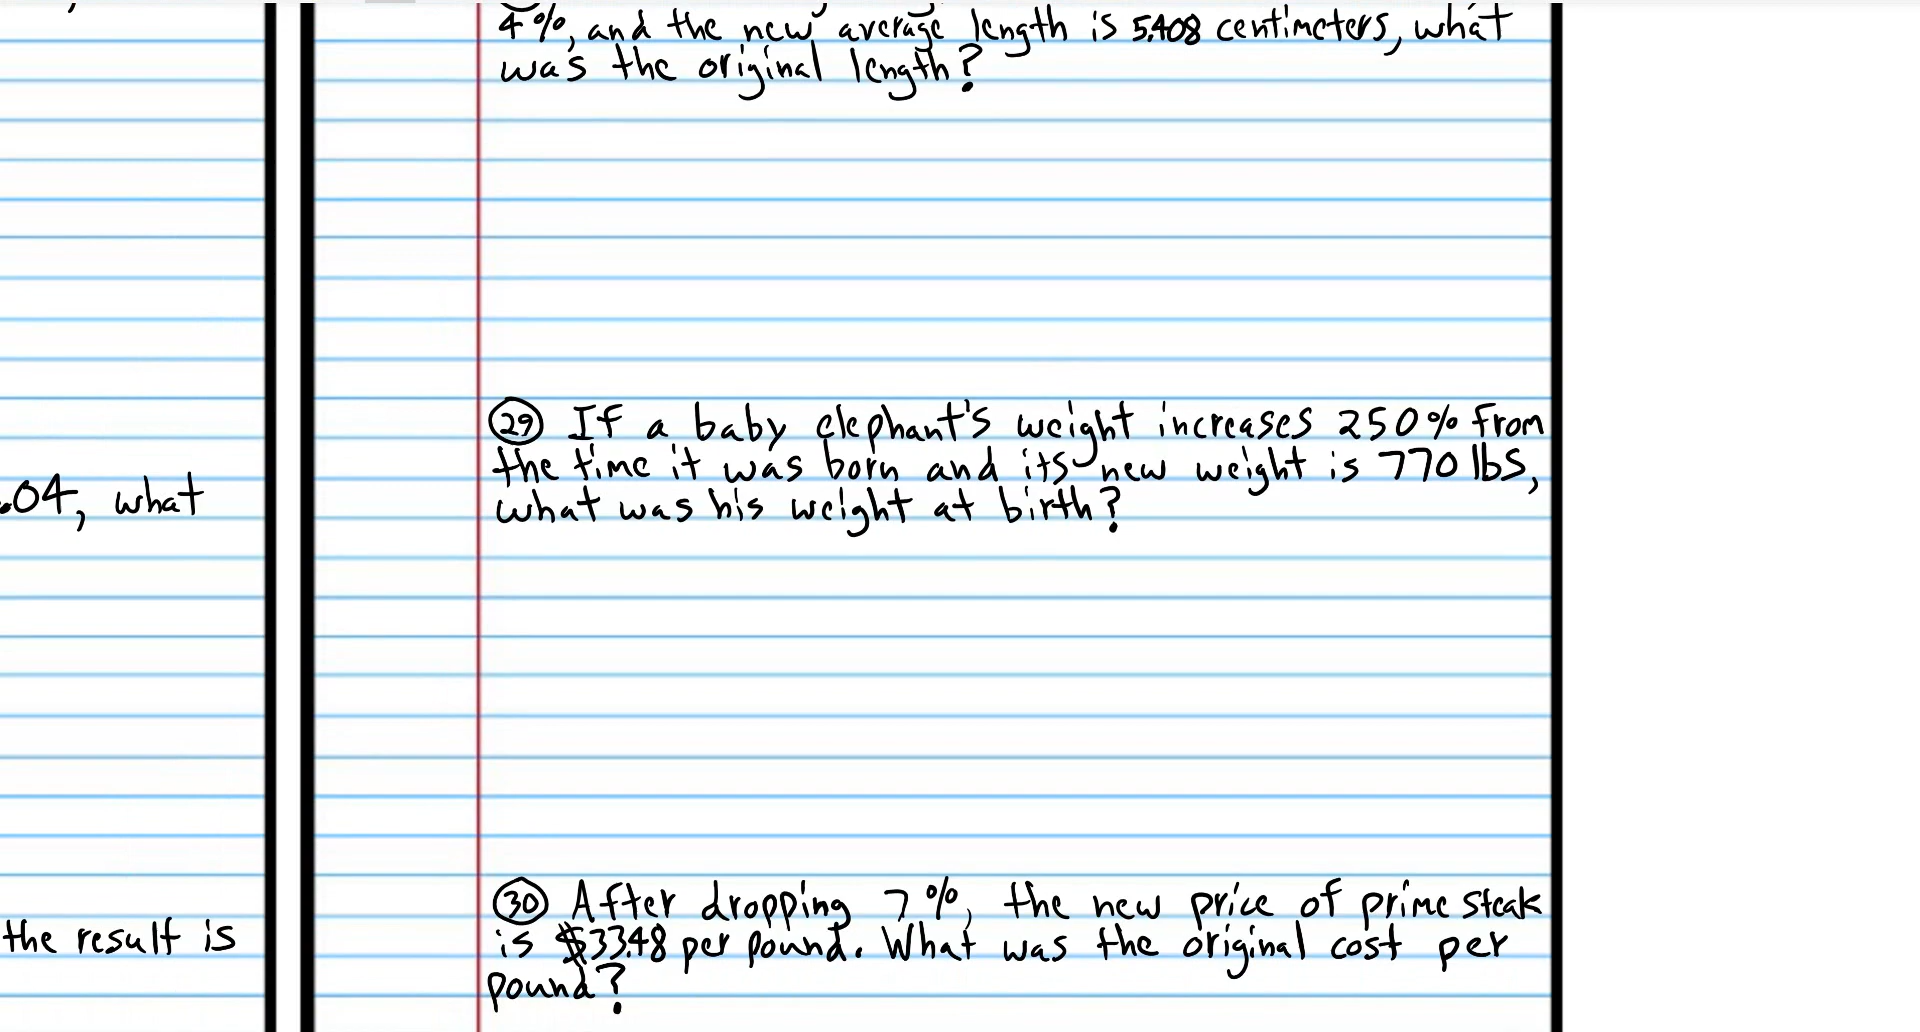 .04, what
the result is
4%, and the new average length is 5.408 centimeters, what
was the original length?
29 If a baby elephant's weight increases 250% from
the time it was born and its new weight is 770 lbs,
what was his weight at birth?
30 After dropping 7%, the new price of prime steak
is $33.48 per pound. What was the original cost per
pound?